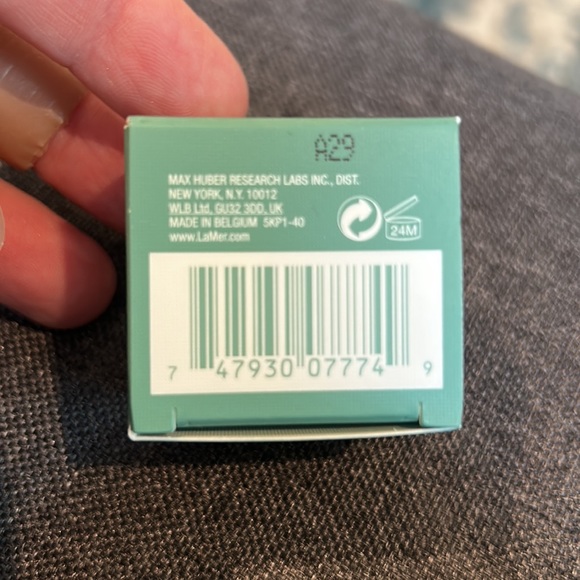 A29
MAX HUBER RESEARCH LABS INC., DIST.
NEW YORK, N.Y. 10012
WLB Ltd, GU32 3DD, UK
MADE IN BELGIUM 5KP1-40
www.LaMer.com
24M
7 47930 07774 9